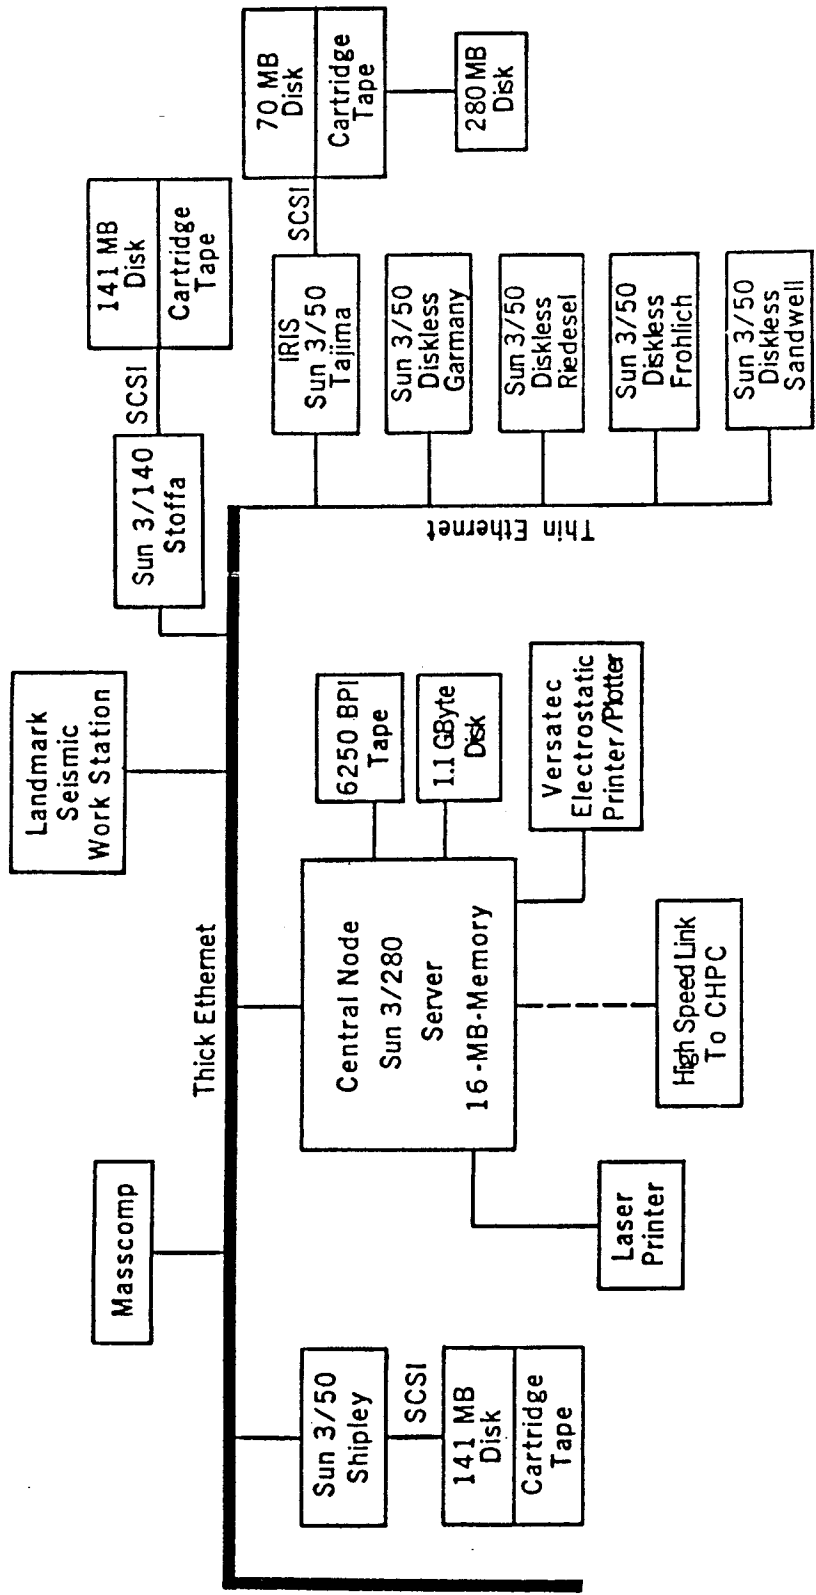 Masscomp
Landmark
Seismic
Work Station
Sun 3/140
Stoffa
SCSI
141 MB
Disk
Cartridge
Tape
Thick Ethernet
Sun 3/50
Shipley
SCSI
141 MB
Disk
Cartridge
Tape
Central Node
Sun 3/280
Server
16-MB-Memory
6250 BPI
Tape
1.1 GByte
Disk
Versatec
Electrostatic
Printer/Plotter
Laser
Printer
High Speed Link
To CHPC
Thin Ethernet
IRIS
Sun 3/50
Tajima
SCSI
70 MB
Disk
Cartridge
Tape
280 MB
Disk
Sun 3/50
Diskless
Garmany
Sun 3/50
Diskless
Riedesel
Sun 3/50
Diskless
Frohlich
Sun 3/50
Diskless
Sandwell